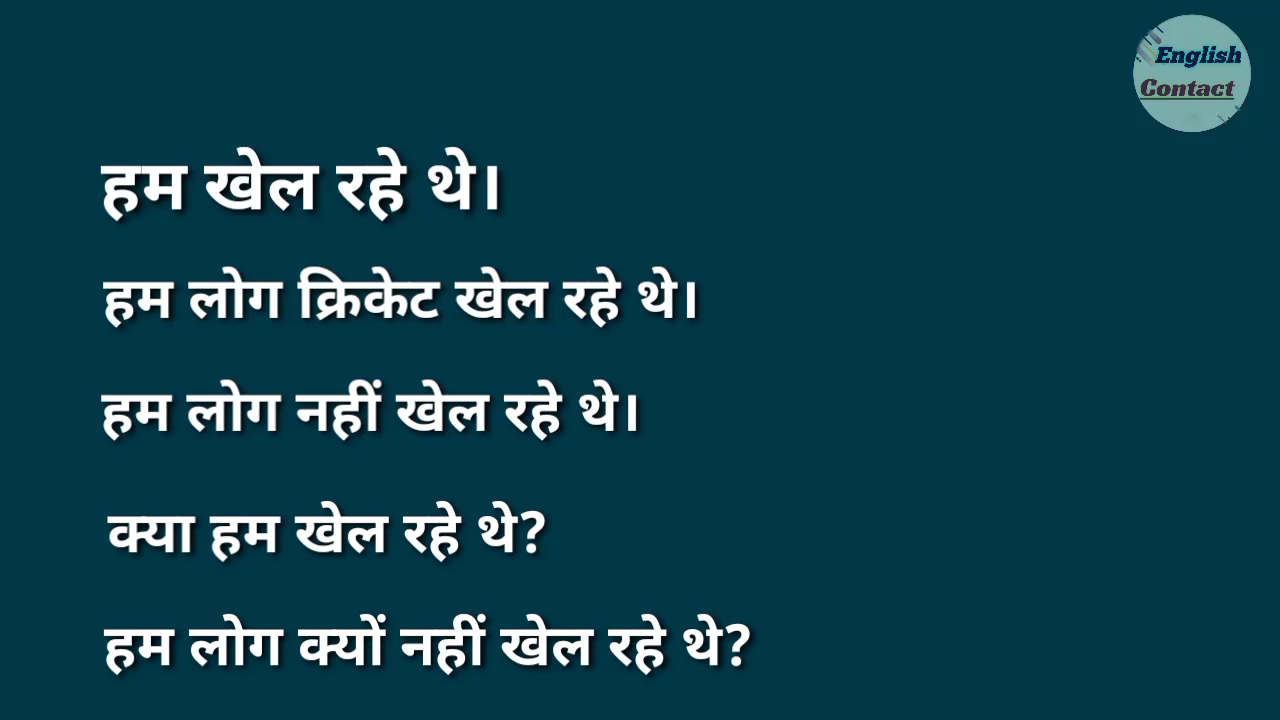 English
Contact
हम खेल रहे थे।
हम लोग क्रिकेट खेल रहे थे।
हम लोग नहीं खेल रहे थे।
क्या हम खेल रहे थे?
हम लोग क्यों नहीं खेल रहे थे?